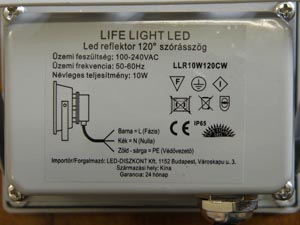 LIFE LIGHT LED
Led reflektor 120° szórásszög
Üzemi feszültség: 100-240VAC
Üzemi frekvencia: 50-60Hz
Névleges teljesítmény: 10W
LLR10W120CW
F
Barna = L (Fázis)
Kék = N (Nulla)
Zöld - sárga = PE (Védővezető)
CE IP65
Importőr/Forgalmazó: LED-DISZKONT Kft. 1152 Budapest, Városkapu u. 3.
Származási hely: Kína
Garancia: 24 hónap